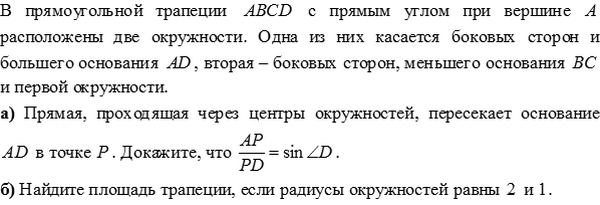 В прямоугольной трапеции ABCD с прямым углом при вершине A
расположены две окружности. Одна из них касается боковых сторон и
большего основания AD, вторая – боковых сторон, меньшего основания BC
и первой окружности.
а) Прямая, проходящая через центры окружностей, пересекает основание
AD в точке P. Докажите, что AP/PD = sin ∠D.
б) Найдите площадь трапеции, если радиусы окружностей равны 2 и 1.